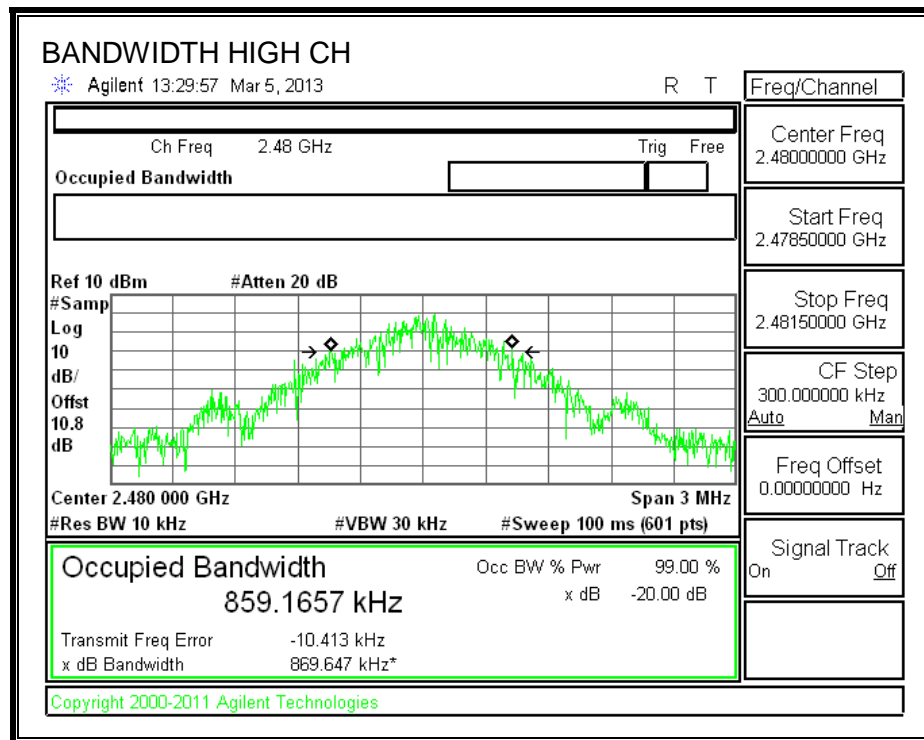 BANDWIDTH HIGH CH
Agilent 13:29:57 Mar 5, 2013 R T
Freq/Channel
Ch Freq 2.48 GHz Trig Free
Occupied Bandwidth
Center Freq
2.48000000 GHz
Start Freq
2.47850000 GHz
Stop Freq
2.48150000 GHz
CF Step
300.000000 kHz
Auto Man
Freq Offset
0.00000000 Hz
Signal Track
On Off
Ref 10 dBm #Atten 20 dB
#Samp
Log
10
dB/
Offst
10.8
dB
Center 2.480 000 GHz Span 3 MHz
#Res BW 10 kHz #VBW 30 kHz #Sweep 100 ms (601 pts)
Occupied Bandwidth
859.1657 kHz
Occ BW % Pwr 99.00 %
x dB -20.00 dB
Transmit Freq Error -10.413 kHz
x dB Bandwidth 869.647 kHz*
Copyright 2000-2011 Agilent Technologies